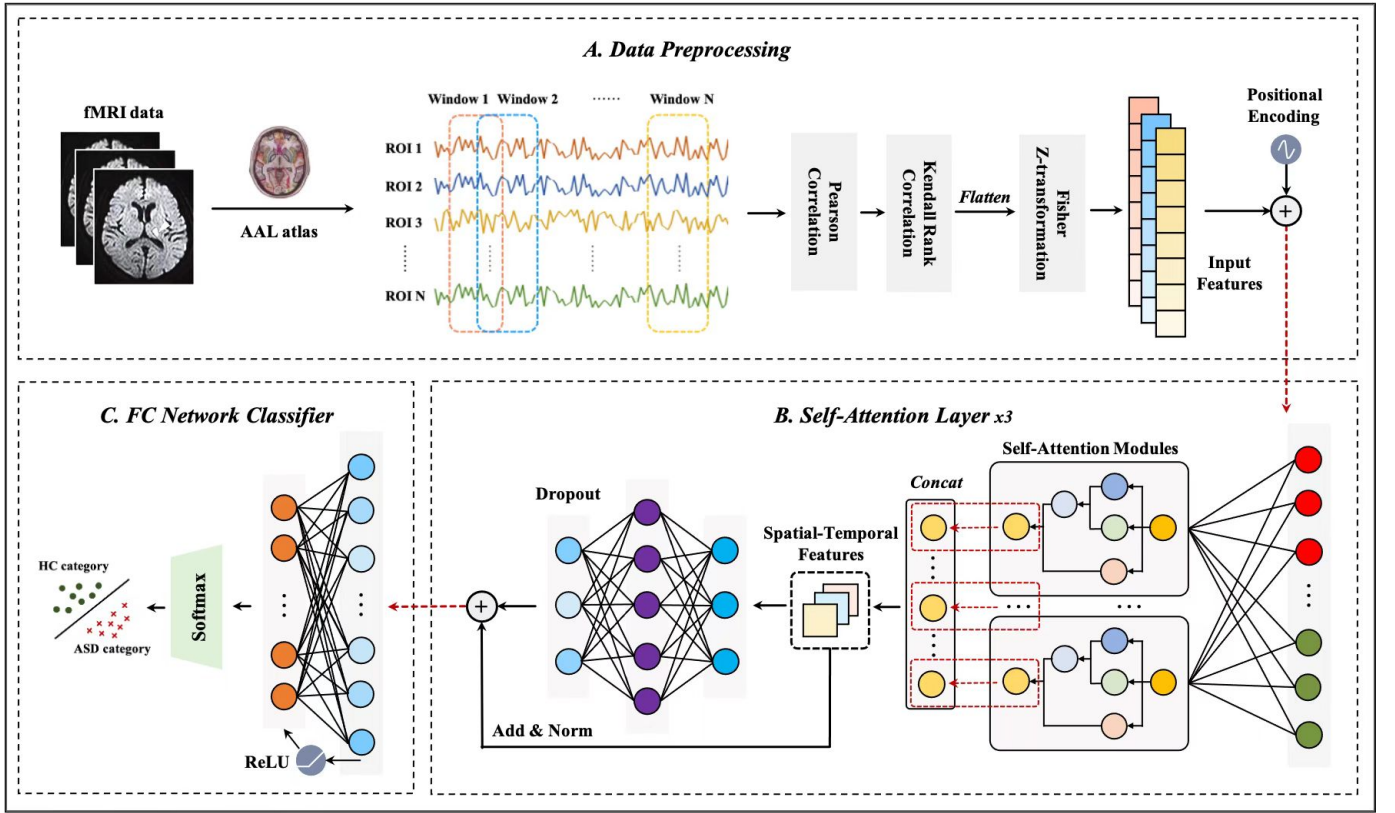 A. Data Preprocessing
fMRI data
AAL atlas
Window 1 Window 2 ...... Window N
ROI 1
ROI 2
ROI 3
ROI N
Pearson
Correlation
Kendall Rank
Correlation
Flatten
Fisher
Z-transformation
Input
Features
Positional
Encoding
B. Self-Attention Layer x3
Self-Attention Modules
Concat
Spatial-Temporal
Features
Dropout
Add & Norm
C. FC Network Classifier
ReLU
Softmax
HC category
ASD category